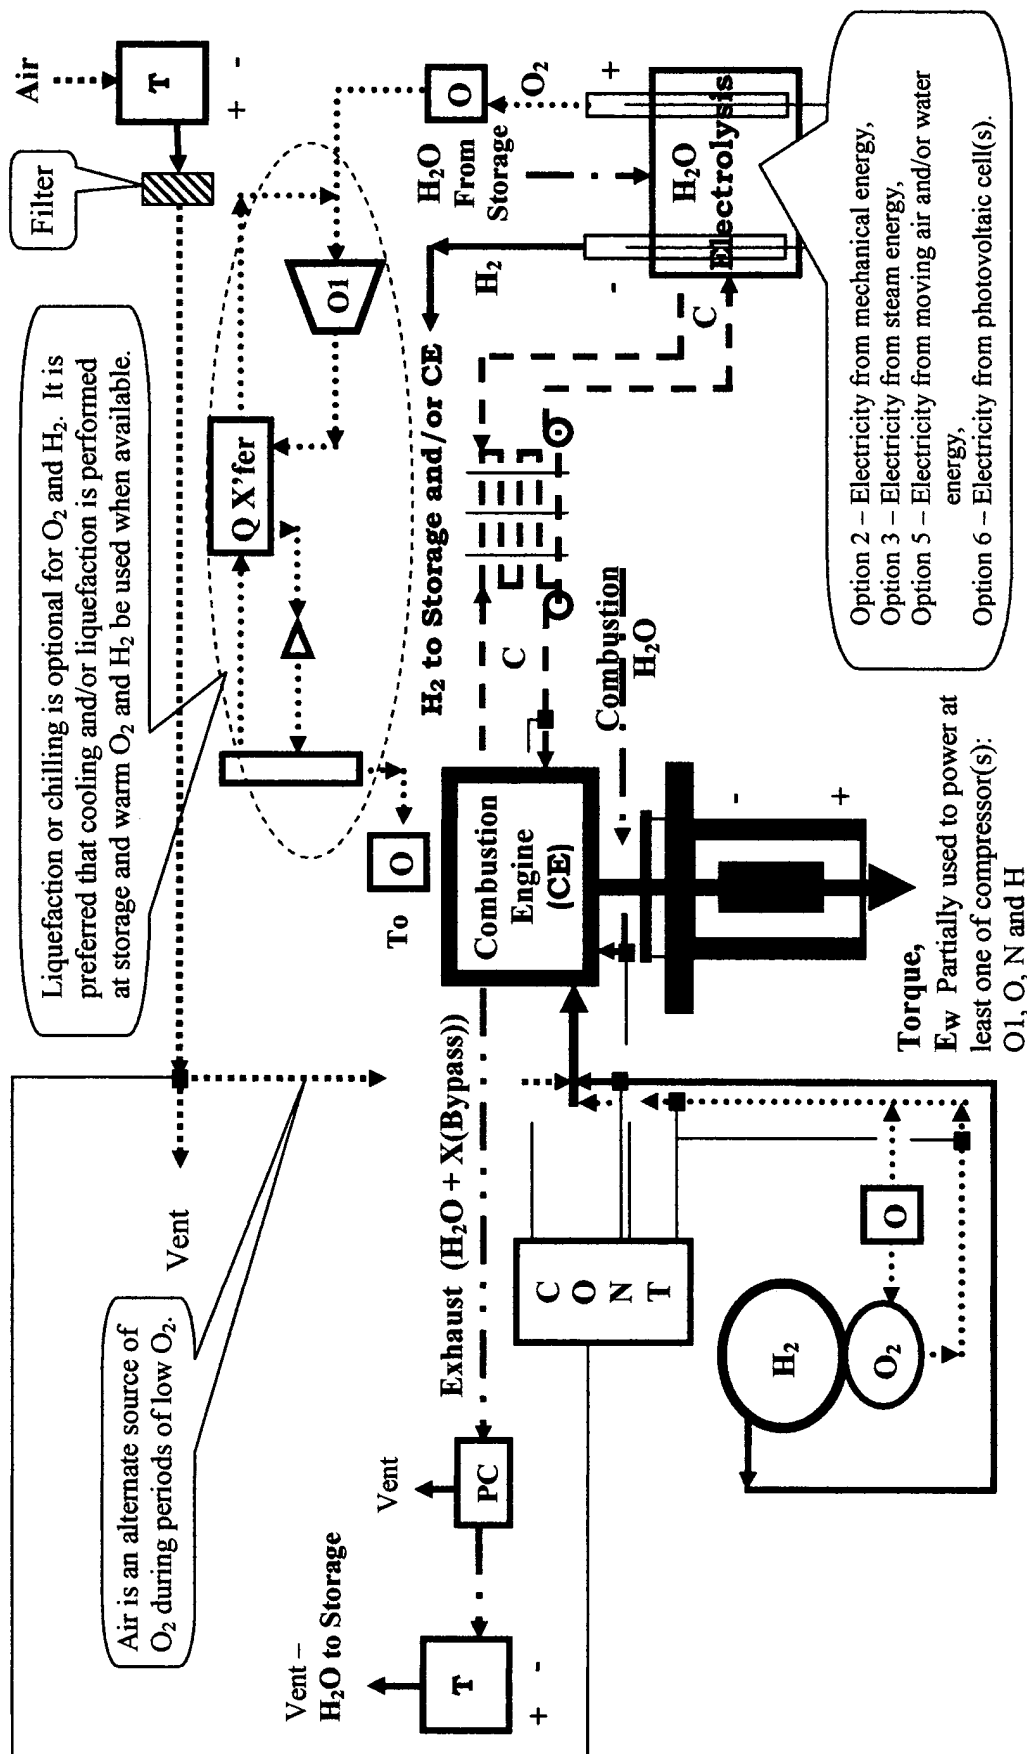 Air
T
-
+
Filter
Liquefaction or chilling is optional for O₂ and H₂. It is
preferred that cooling and/or liquefaction is performed
at storage and warm O₂ and H₂ be used when available.
Vent
Air is an alternate source of
O₂ during periods of low O₂.
Q X'fer
O1
O
To
O
O₂
H₂O
From
Storage
H₂
H₂ to Storage and/or CE
+
-
H₂O
Electrolysis
C
C
Combustion
H₂O
Combustion
Engine
(CE)
Exhaust (H₂O + X(Bypass))
PC
Vent
T
+
-
Vent –
H₂O to Storage
C
O
N
T
H₂
O₂
O
-
+
Torque,
Ew Partially used to power at
least one of compressor(s):
O1, O, N and H
Option 2 – Electricity from mechanical energy,
Option 3 – Electricity from steam energy,
Option 5 – Electricity from moving air and/or water
energy,
Option 6 – Electricity from photovoltaic cell(s).